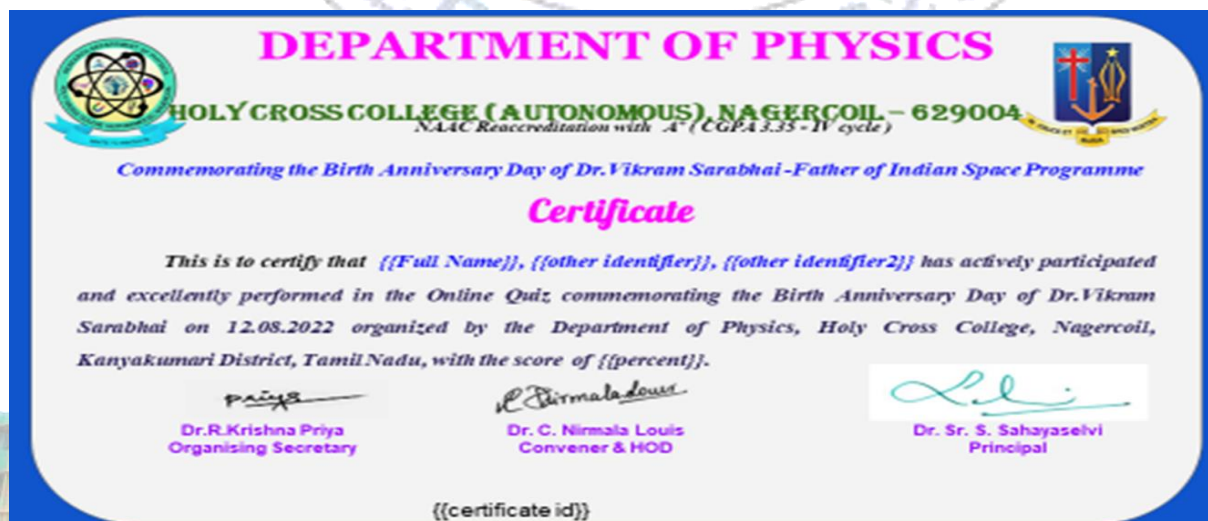 DEPARTMENT OF PHYSICS
HOLY CROSS COLLEGE (AUTONOMOUS), NAGERCOIL – 629004
NAAC Reaccreditation with A+ (CGPA 3.35 - IV cycle)
Commemorating the Birth Anniversary Day of Dr.Vikram Sarabhai -Father of Indian Space Programme
Certificate
This is to certify that {{Full Name}}, {{other identifier}}, {{other identifier2}} has actively participated
and excellently performed in the Online Quiz commemorating the Birth Anniversary Day of Dr.Vikram
Sarabhai on 12.08.2022 organized by the Department of Physics, Holy Cross College, Nagercoil,
Kanyakumari District, Tamil Nadu, with the score of {{percent}}.
Priya
Dr.R.Krishna Priya
Organising Secretary
Dr. C. Nirmala Louis
Convener & HOD
Dr. Sr. S. Sahayaselvi
Principal
{{certificate id}}